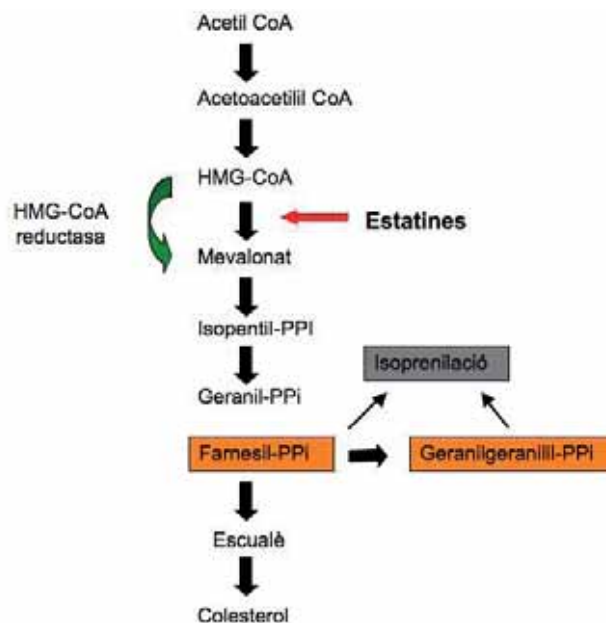 Acetil CoA
Acetoacetilil CoA
HMG-CoA
HMG-CoA
reductasa
Estatines
Mevalonat
Isopentil-PPI
Isoprenilació
Geranil-PPi
Farnesil-PPi
Geranilgeranilil-PPi
Escualè
Colesterol